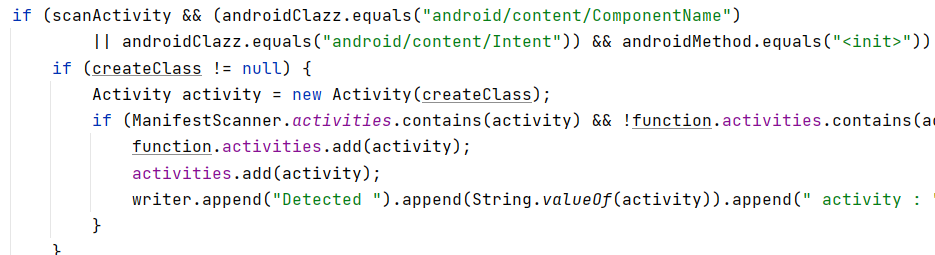 if (scanActivity && (androidClazz.equals("android/content/ComponentName")
|| androidClazz.equals("android/content/Intent")) && androidMethod.equals("<init>"))
if (createClass != null) {
Activity activity = new Activity(createClass);
if (ManifestScanner.activities.contains(activity) && !function.activities.contains(a
function.activities.add(activity);
activities.add(activity);
writer.append("Detected ").append(String.valueOf(activity)).append(" activity : "
}
}